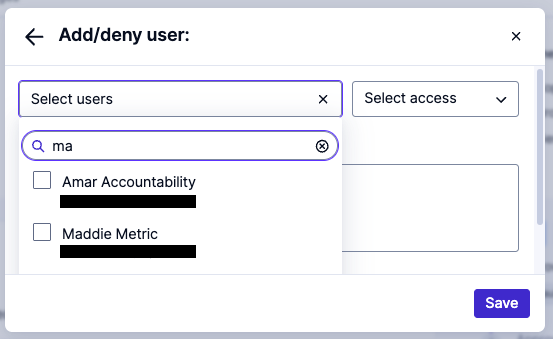 Add/deny user:
Select users
Select access
ma
Amar Accountability
Maddie Metric
Save